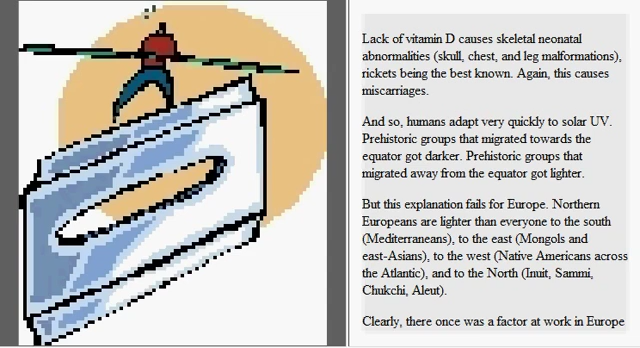 Lack of vitamin D causes skeletal neonatal
abnormalities (skull, chest, and leg malformations),
rickets being the best known. Again, this causes
miscarriages.
And so, humans adapt very quickly to solar UV.
Prehistoric groups that migrated towards the
equator got darker. Prehistoric groups that
migrated away from the equator got lighter.
But this explanation fails for Europe. Northern
Europeans are lighter than everyone to the south
(Mediterraneans), to the east (Mongols and
east-Asians), to the west (Native Americans across
the Atlantic), and to the North (Inuit, Sammi,
Chukchi, Aleut).
Clearly, there once was a factor at work in Europe